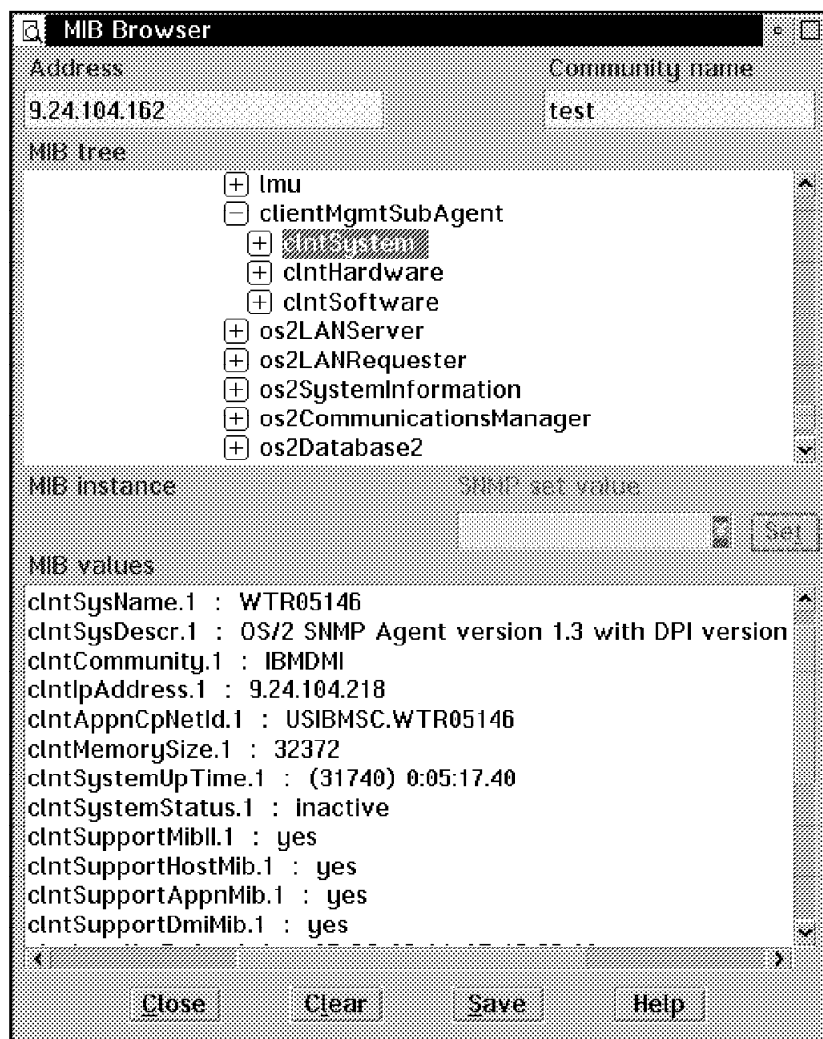 MIB Browser
Address Community name
9.24.104.162 test
MIB tree
lmu
clientMgmtSubAgent
clntSystem
clntHardware
clntSoftware
os2LANServer
os2LANRequester
os2SystemInformation
os2CommunicationsManager
os2Database2
MIB instance SNMP set value
Set
MIB values
clntSysName.1 : WTR05146
clntSysDescr.1 : OS/2 SNMP Agent version 1.3 with DPI version
clntCommunity.1 : IBMDMI
clntIpAddress.1 : 9.24.104.218
clntAppnCpNetId.1 : USIBMSC.WTR05146
clntMemorySize.1 : 32372
clntSystemUpTime.1 : (31740) 0:05:17.40
clntSystemStatus.1 : inactive
clntSupportMibII.1 : yes
clntSupportHostMib.1 : yes
clntSupportAppnMib.1 : yes
clntSupportDmiMib.1 : yes
Close Clear Save Help